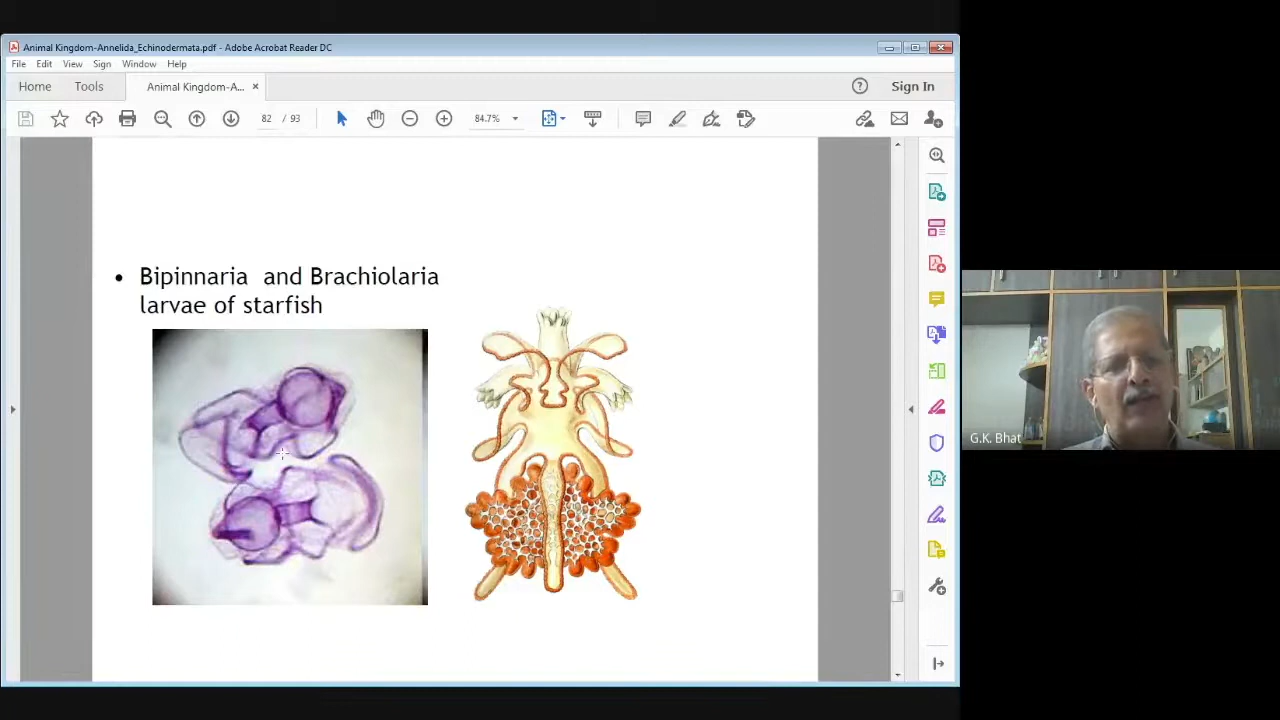 Animal Kingdom-Annelida_Echinodermata.pdf - Adobe Acrobat Reader DC
File Edit View Sign Window Help
Home Tools Animal Kingdom-A... × ? Sign In
82 / 93 84.7%
• Bipinnaria and Brachiolaria
larvae of starfish
G.K. Bhat